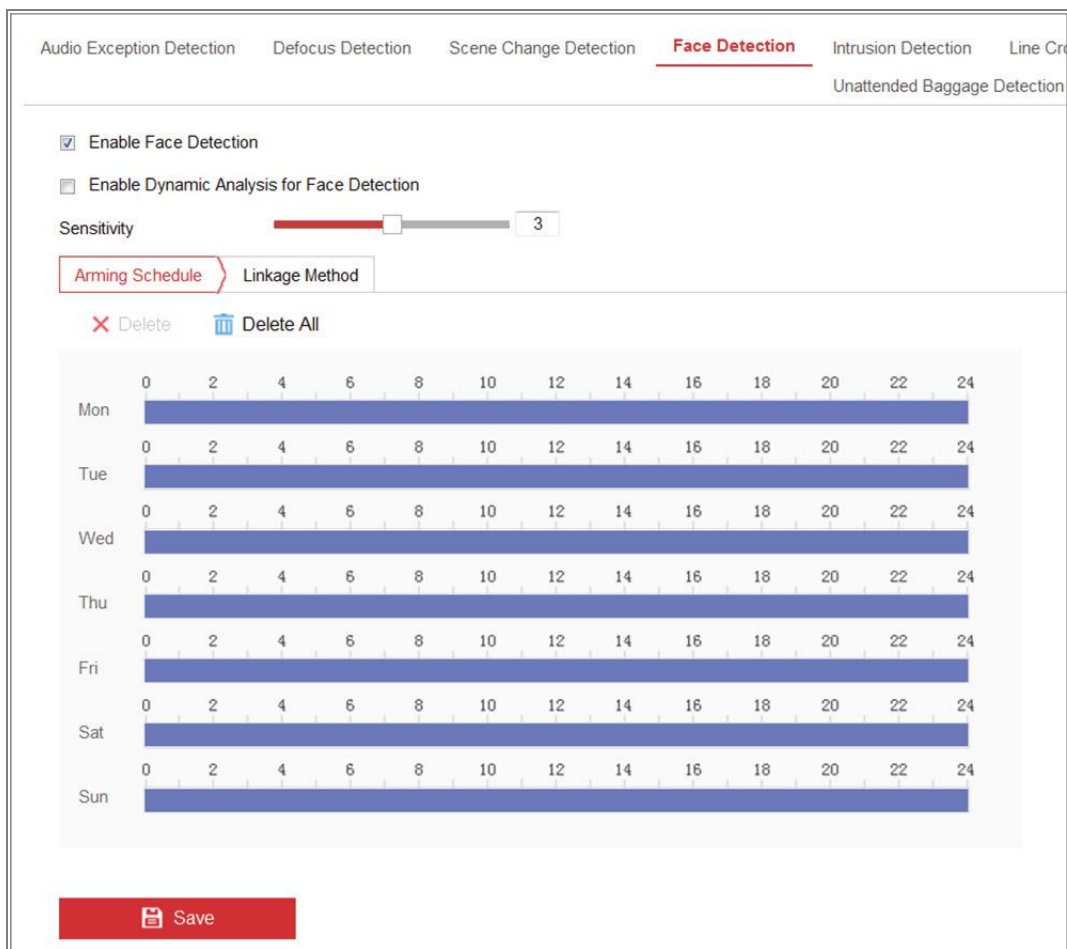 Audio Exception Detection Defocus Detection Scene Change Detection Face Detection Intrusion Detection Line Cro
Unattended Baggage Detection
Enable Face Detection
Enable Dynamic Analysis for Face Detection
Sensitivity 3
Arming Schedule Linkage Method
Delete Delete All
0 2 4 6 8 10 12 14 16 18 20 22 24
Mon
0 2 4 6 8 10 12 14 16 18 20 22 24
Tue
0 2 4 6 8 10 12 14 16 18 20 22 24
Wed
0 2 4 6 8 10 12 14 16 18 20 22 24
Thu
0 2 4 6 8 10 12 14 16 18 20 22 24
Fri
0 2 4 6 8 10 12 14 16 18 20 22 24
Sat
0 2 4 6 8 10 12 14 16 18 20 22 24
Sun
Save